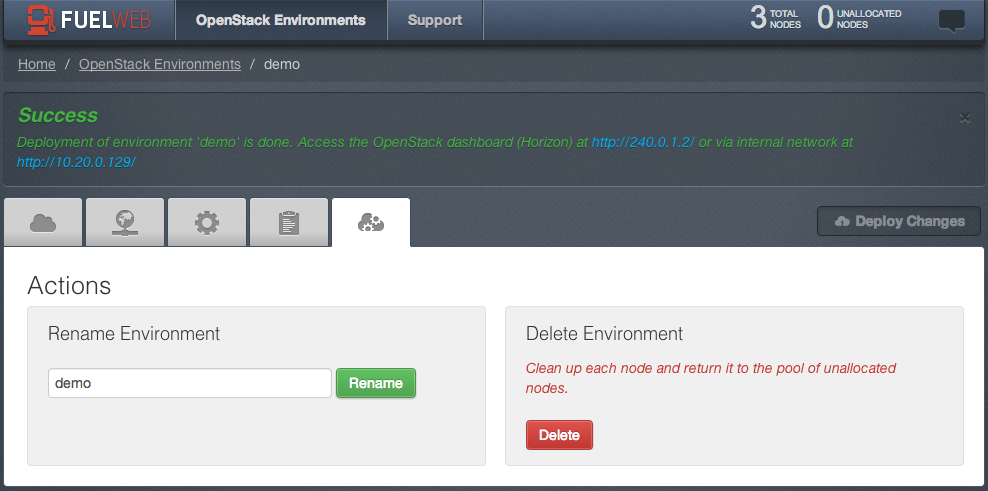 FUELWEB OpenStack Environments Support 3 TOTAL NODES 0 UNALLOCATED NODES
Home / OpenStack Environments / demo
Success
Deployment of environment 'demo' is done. Access the OpenStack dashboard (Horizon) at http://240.0.1.2/ or via internal network at
http://10.20.0.129/
Deploy Changes
Actions
Rename Environment
demo
Rename
Delete Environment
Clean up each node and return it to the pool of unallocated
nodes.
Delete